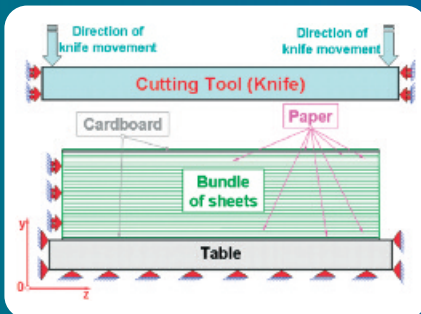 Direction of
knife movement
Direction of
knife movement
Cutting Tool (Knife)
Cardboard
Paper
Bundle
of sheets
y
Table
0
z